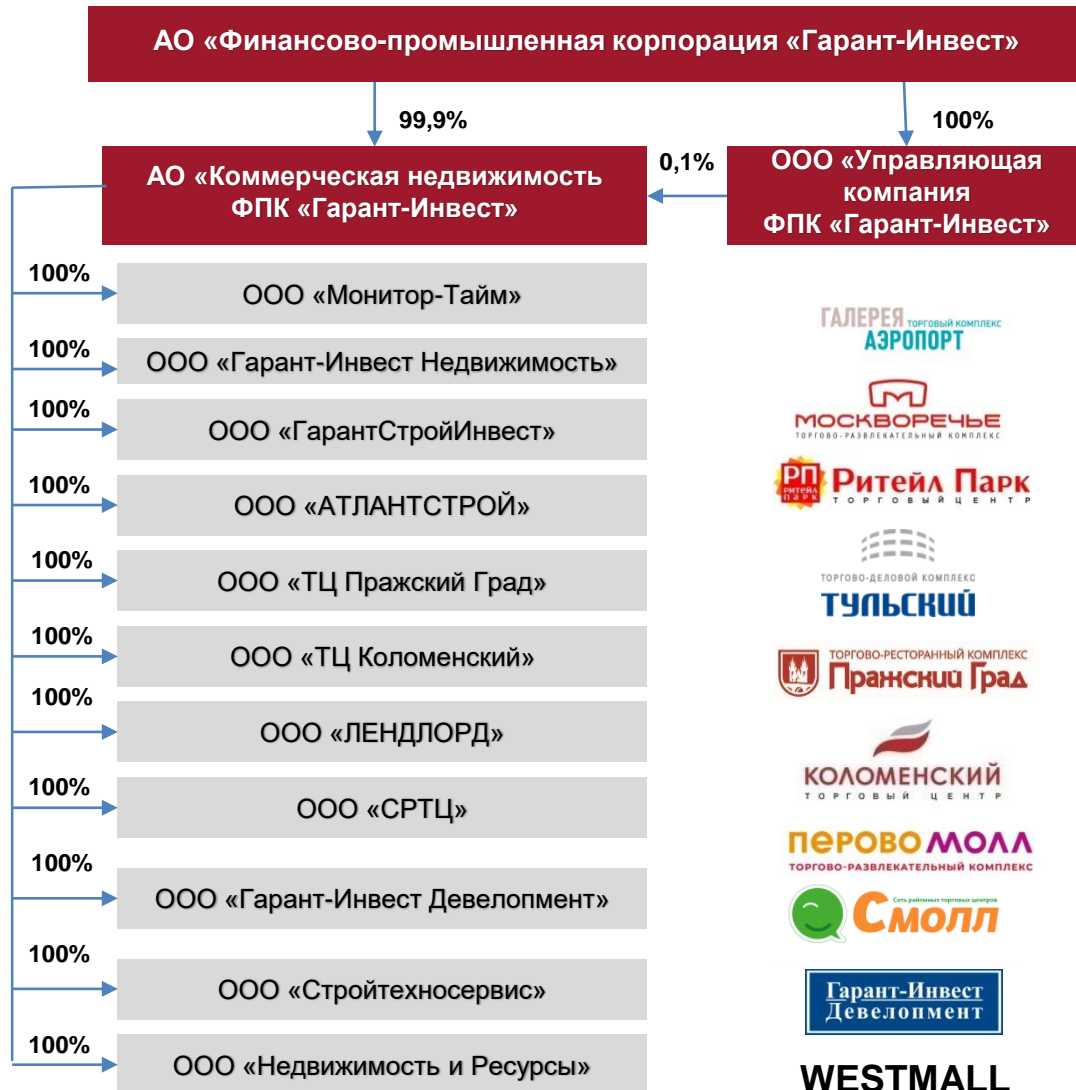 АО «Финансово-промышленная корпорация «Гарант-Инвест»
99,9%
100%
АО «Коммерческая недвижимость
ФПК «Гарант-Инвест»
0,1%
ООО «Управляющая
компания
ФПК «Гарант-Инвест»
100%
ООО «Монитор-Тайм»
ГАЛЕРЕЯ ТОРГОВЫЙ КОМПЛЕКС
АЭРОПОРТ
100%
ООО «Гарант-Инвест Недвижимость»
100%
ООО «ГарантСтройИнвест»
МОСКВОРЕЧЬЕ
ТОРГОВО-РАЗВЛЕКАТЕЛЬНЫЙ КОМПЛЕКС
100%
ООО «АТЛАНТСТРОЙ»
РП
РИТЕЙЛ
ПАРК
Ритейл Парк
ТОРГОВЫЙ ЦЕНТР
100%
ООО «ТЦ Пражский Град»
ТОРГОВО-ДЕЛОВОЙ КОМПЛЕКС
ТУЛЬСКИЙ
100%
ООО «ТЦ Коломенский»
ТОРГОВО-РЕСТОРАННЫЙ КОМПЛЕКС
Пражский Град
100%
ООО «ЛЕНДЛОРД»
КОЛОМЕНСКИЙ
ТОРГОВЫЙ ЦЕНТР
100%
ООО «СРТЦ»
ПЕРОВО МОЛЛ
ТОРГОВО-РАЗВЛЕКАТЕЛЬНЫЙ КОМПЛЕКС
100%
ООО «Гарант-Инвест Девелопмент»
Сеть районных торговых центров
Смолл
100%
ООО «Стройтехносервис»
Гарант-Инвест
Девелопмент
100%
ООО «Недвижимость и Ресурсы»
WESTMALL